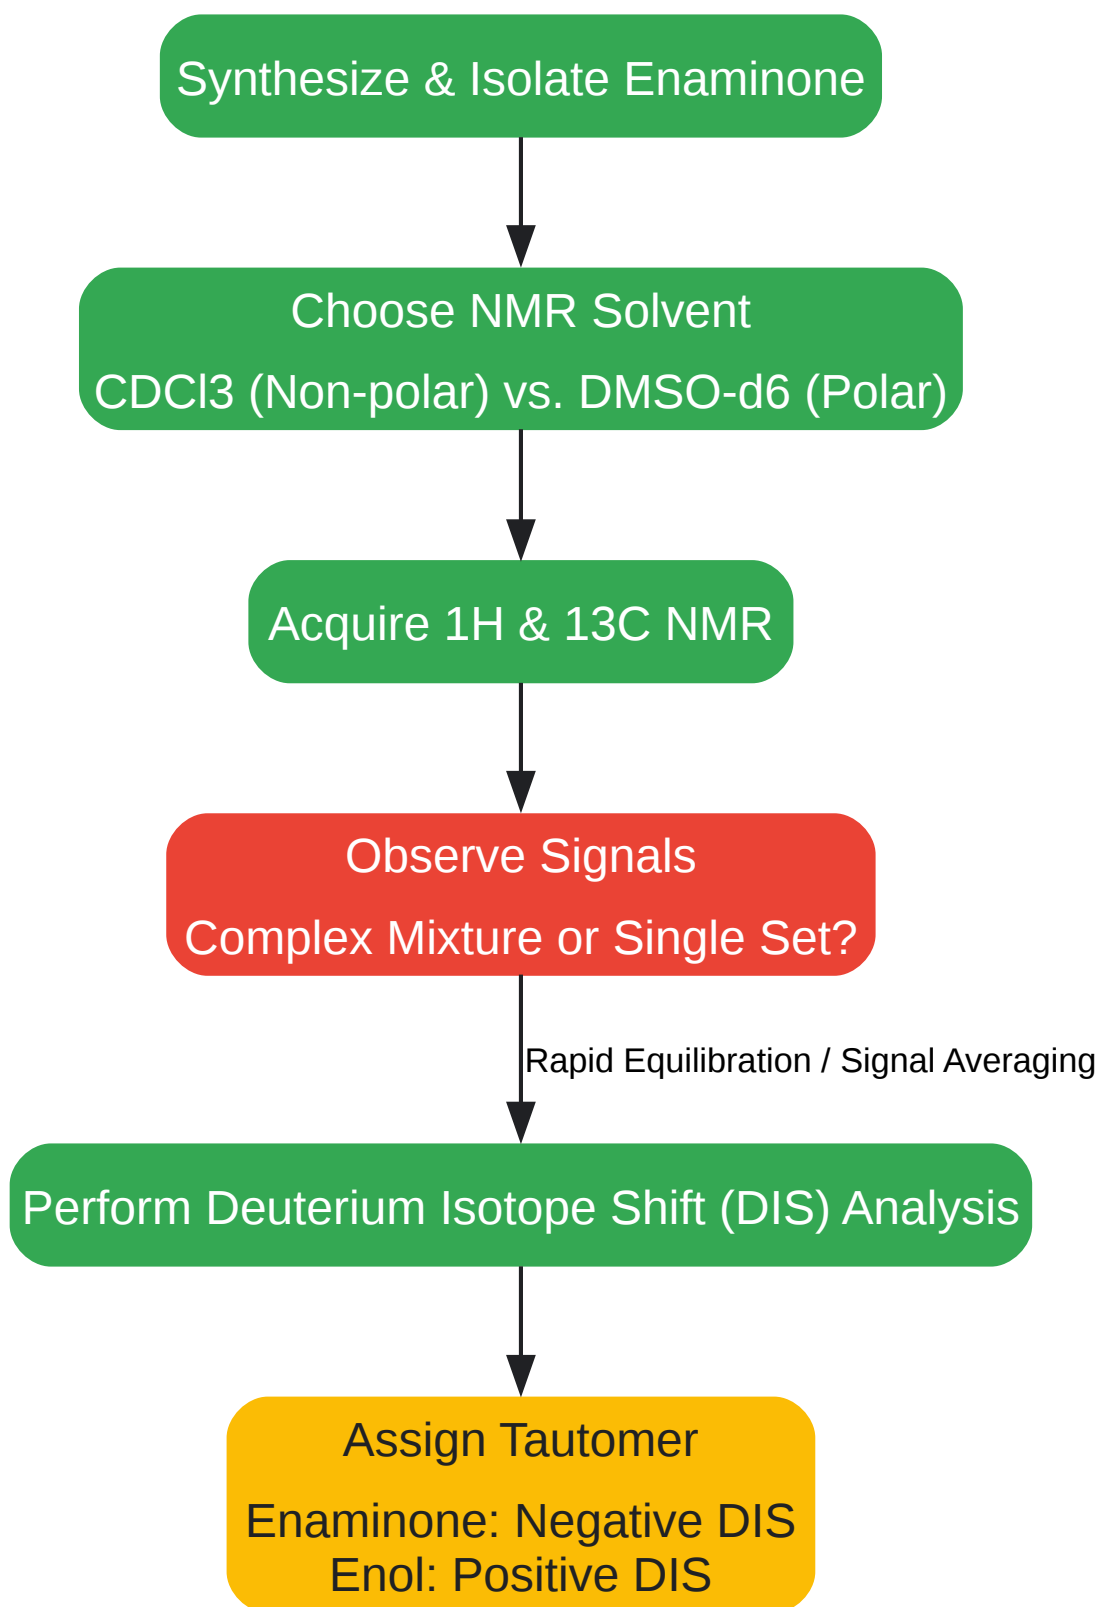 Synthesize & Isolate Enaminone
Choose NMR Solvent
CDCl3 (Non-polar) vs. DMSO-d6 (Polar)
Acquire 1H & 13C NMR
Observe Signals
Complex Mixture or Single Set?
Rapid Equilibration / Signal Averaging
Perform Deuterium Isotope Shift (DIS) Analysis
Assign Tautomer
Enaminone: Negative DIS
Enol: Positive DIS